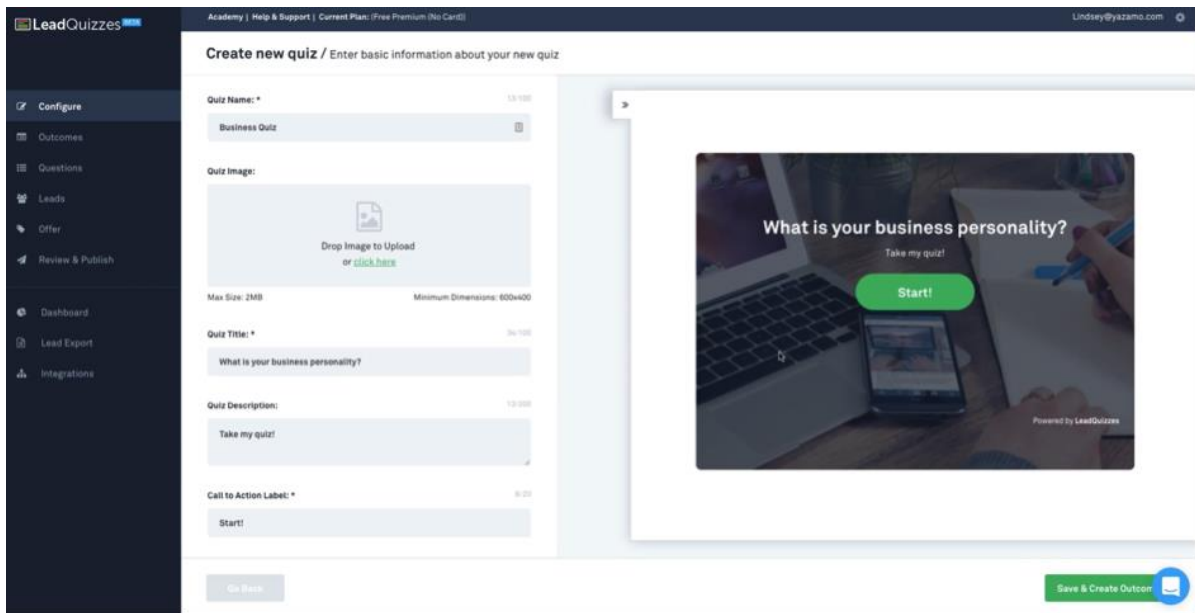 LeadQuizzes BETA
Academy | Help & Support | Current Plan: (Free Premium (No Card))
Lindsey@yazamo.com
Create new quiz / Enter basic information about your new quiz
Configure
Outcomes
Questions
Leads
Offer
Review & Publish
Dashboard
Lead Export
Integrations
Quiz Name: *
13/100
Business Quiz
Quiz Image:
Drop Image to Upload
or click here
Max Size: 2MB
Minimum Dimensions: 600x400
Quiz Title: *
What is your business personality?
Quiz Description:
Take my quiz!
Call to Action Label: *
Start!
Go Back
What is your business personality?
Take my quiz!
Start!
Powered by LeadQuizzes
Save & Create Outcom